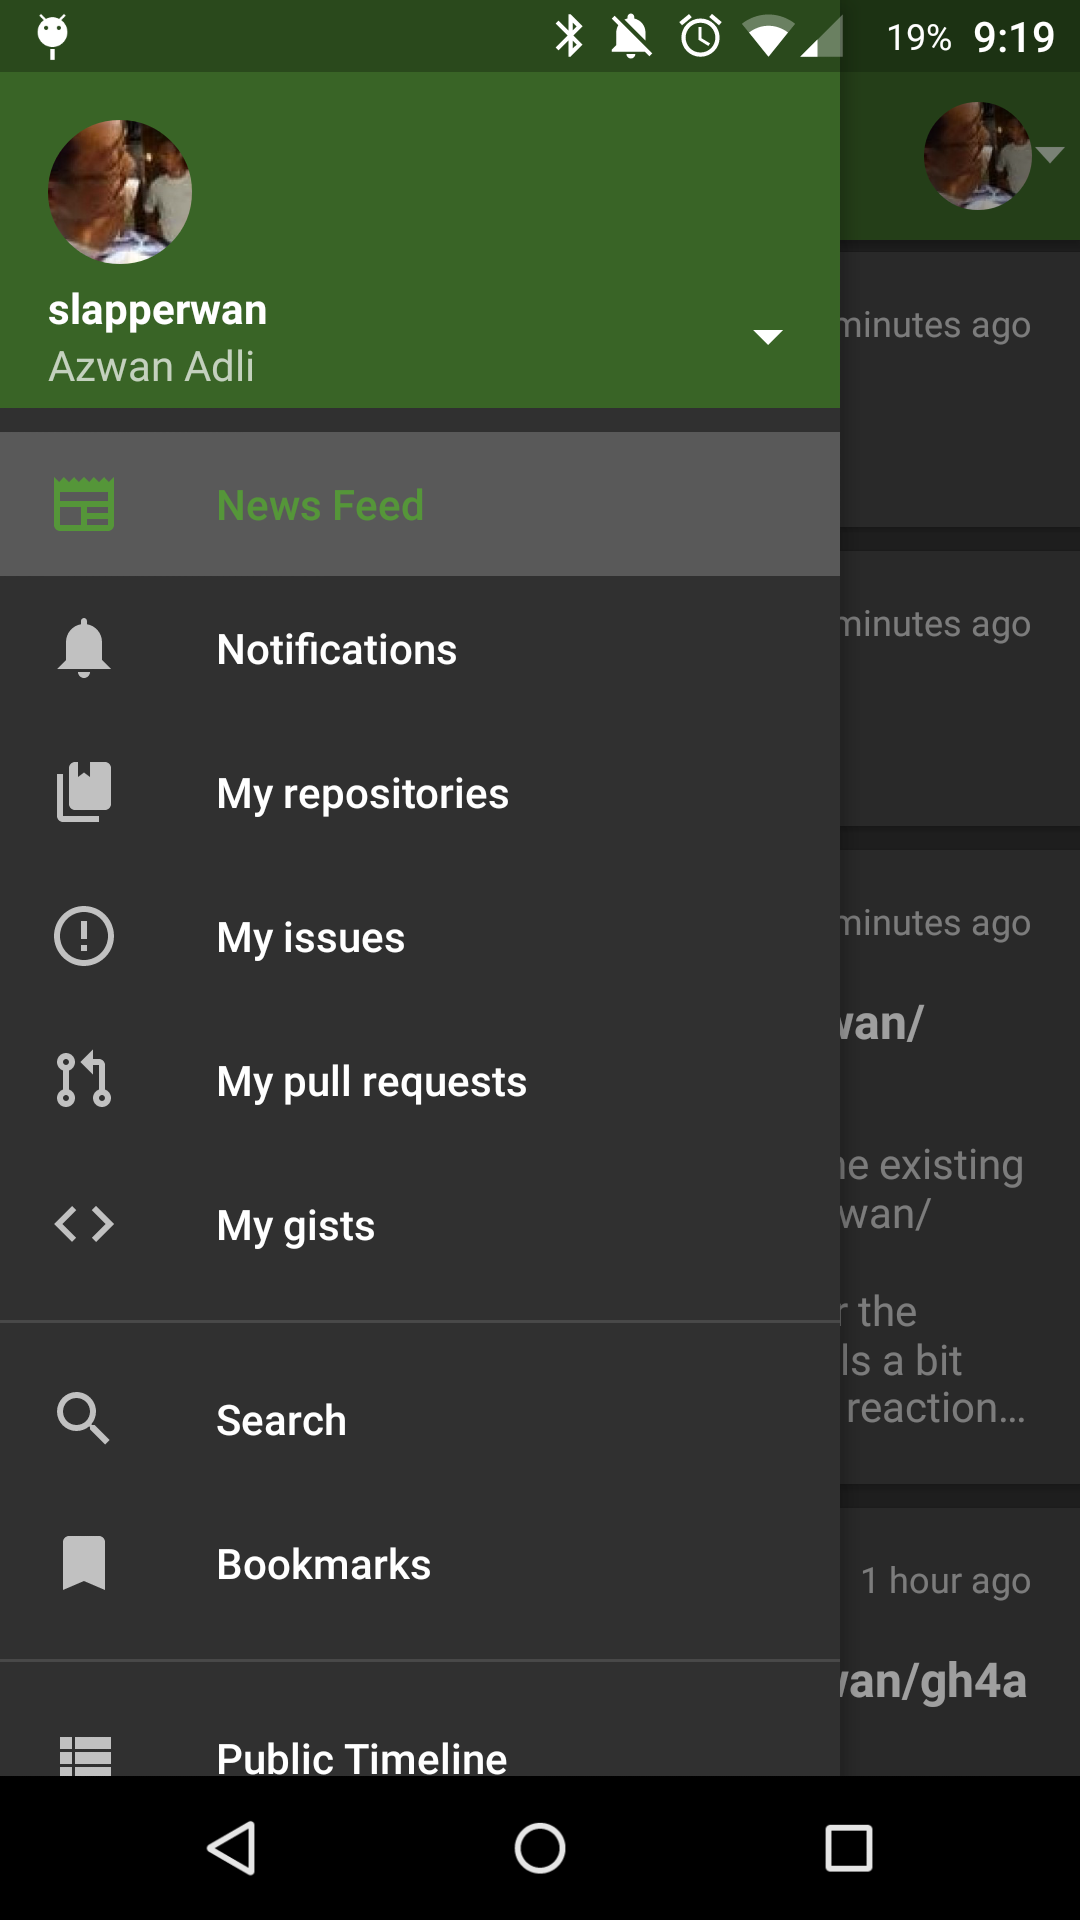 19% 9:19
slapperwan
Azwan Adli
News Feed
Notifications
My repositories
My issues
My pull requests
My gists
Search
Bookmarks
Public Timeline
minutes ago
minutes ago
minutes ago
wan/
existing
wan/
the
ls a bit
reaction…
1 hour ago
wan/gh4a